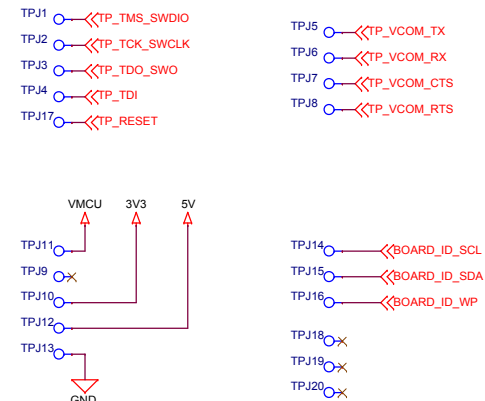 TPJ1 TP_TMS_SWDIO
TPJ2 TP_TCK_SWCLK
TPJ3 TP_TDO_SWO
TPJ4 TP_TDI
TPJ17 TP_RESET
TPJ5 TP_VCOM_TX
TPJ6 TP_VCOM_RX
TPJ7 TP_VCOM_CTS
TPJ8 TP_VCOM_RTS
VMCU 3V3 5V
TPJ11
TPJ9
TPJ10
TPJ12
TPJ13
GND
TPJ14 BOARD_ID_SCL
TPJ15 BOARD_ID_SDA
TPJ16 BOARD_ID_WP
TPJ18
TPJ19
TPJ20